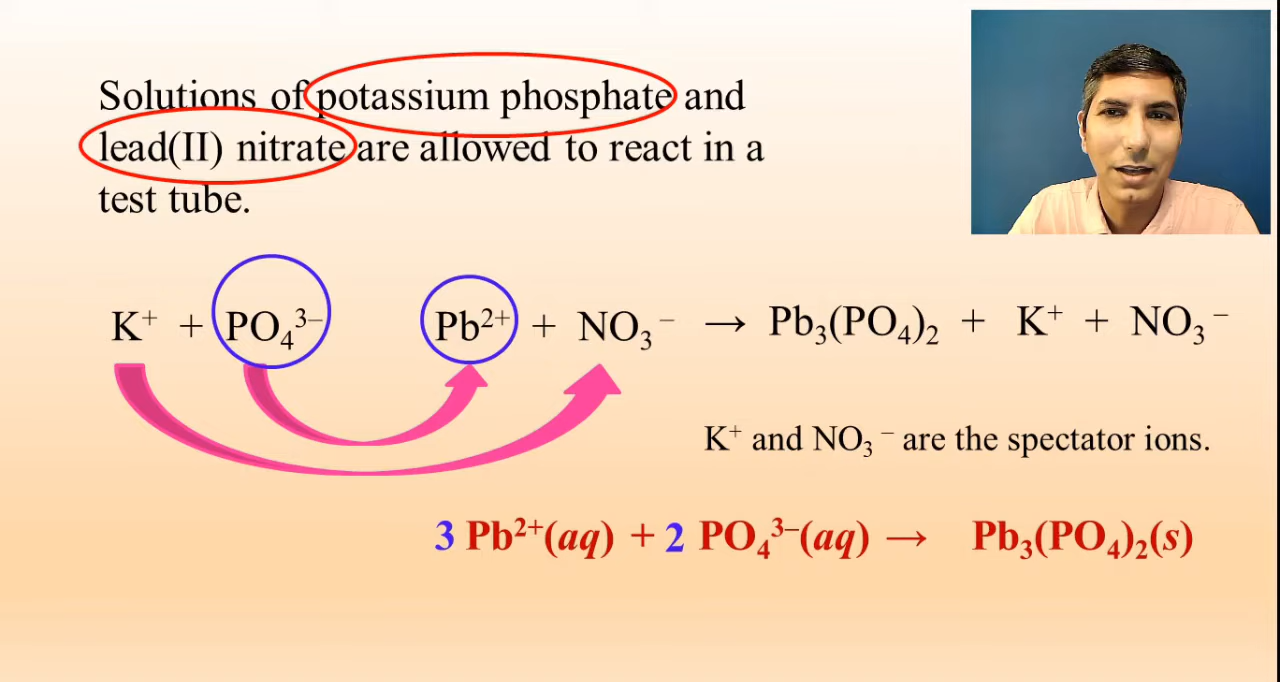 Solutions of potassium phosphate and
lead(II) nitrate are allowed to react in a
test tube.
K⁺ + PO₄³⁻ Pb²⁺ + NO₃⁻ → Pb₃(PO₄)₂ + K⁺ + NO₃⁻
K⁺ and NO₃⁻ are the spectator ions.
3 Pb²⁺(aq) + 2 PO₄³⁻(aq) → Pb₃(PO₄)₂(s)